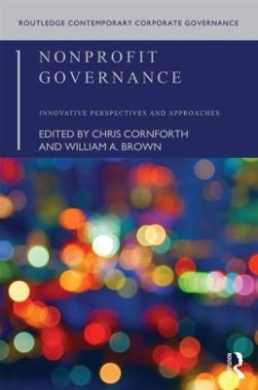 ROUTLEDGE CONTEMPORARY CORPORATE GOVERNANCE
NONPROFIT
GOVERNANCE
INNOVATIVE PERSPECTIVES AND APPROACHES
EDITED BY CHRIS CORNFORTH
AND WILLIAM A. BROWN